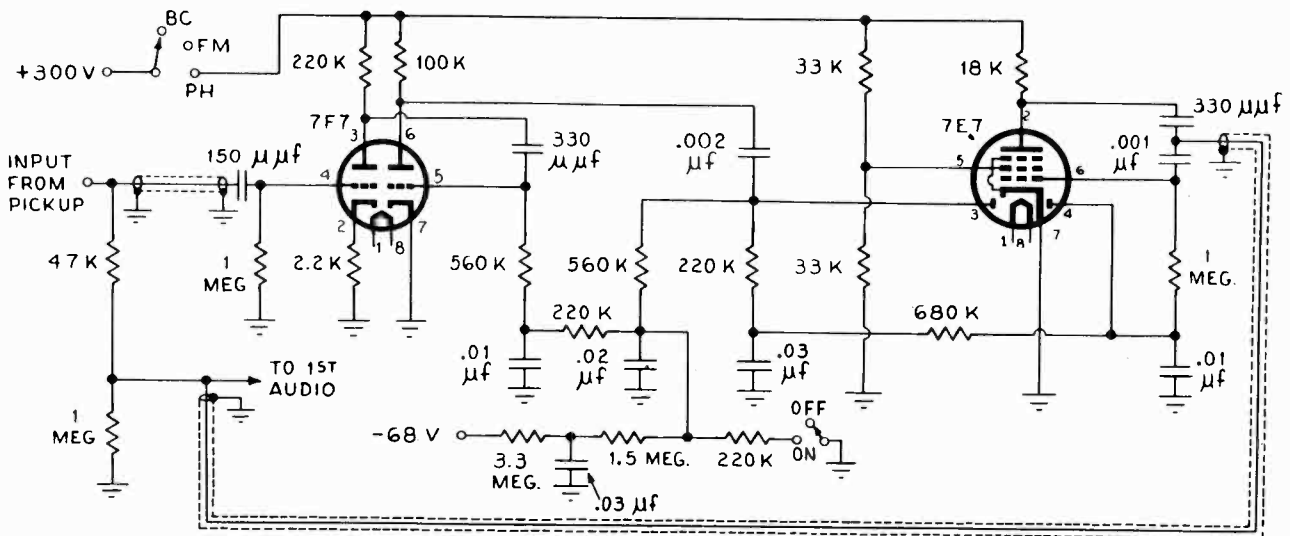 BC
FM
+300 V
PH
220 K
100 K
33 K
18 K
330 μμf
7F7
3
6
7E7
2
INPUT
FROM
PICKUP
150 μμf
330
μμf
.002
μf
.001
μf
4
5
5
6
3
4
2
1
8
7
1
8
7
47 K
1
MEG
2.2 K
560 K
560 K
220 K
33 K
1
MEG.
220 K
680 K
.01
μf
.02
μf
.03
μf
.01
μf
TO 1ST
AUDIO
1
MEG
-68 V
3.3
MEG.
1.5 MEG.
220 K
OFF
ON
.03 μf